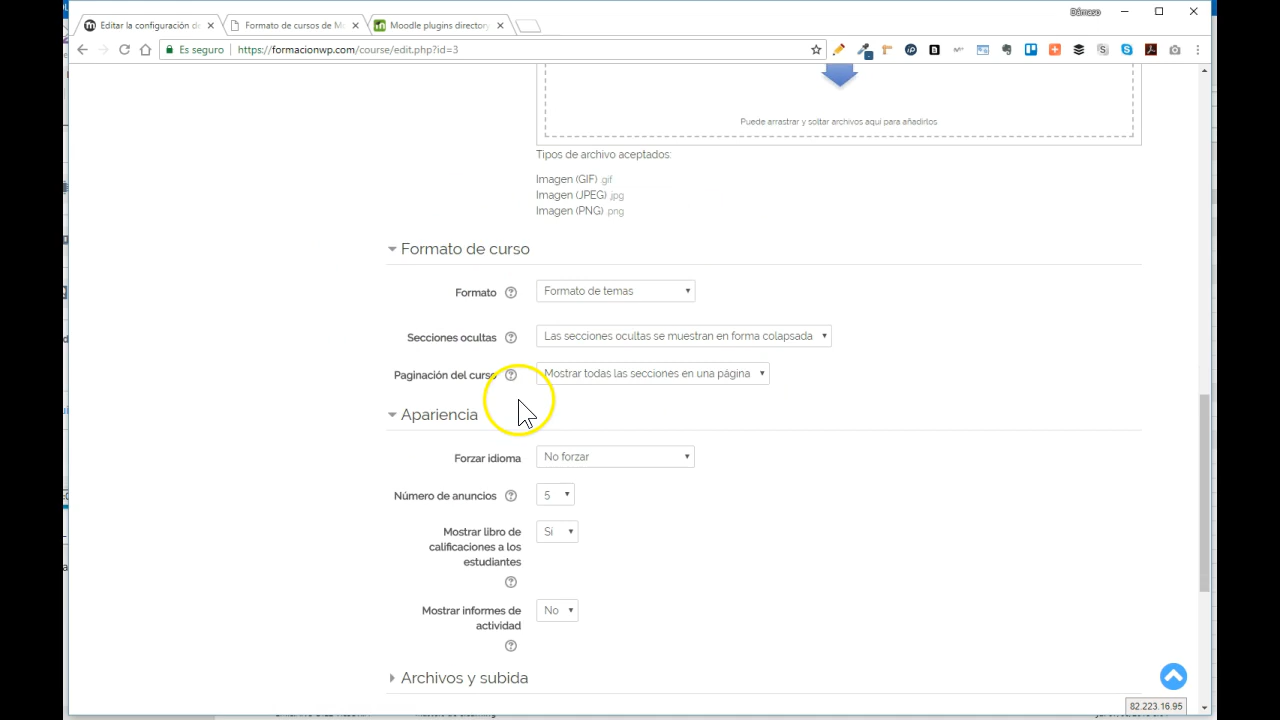 Dámaso
Editar la configuración de
Formato de cursos de Mo
Moodle plugins directory
Es seguro
https://formacionwp.com/course/edit.php?id=3
Puede arrastrar y soltar archivos aquí para añadirlos
Tipos de archivo aceptados:
Imagen (GIF) .gif
Imagen (JPEG) .jpg
Imagen (PNG) .png
Formato de curso
Formato
Formato de temas
Secciones ocultas
Las secciones ocultas se muestran en forma colapsada
Paginación del curso
Mostrar todas las secciones en una página
Apariencia
Forzar idioma
No forzar
Número de anuncios
5
Mostrar libro de
calificaciones a los
estudiantes
Sí
Mostrar informes de
actividad
No
Archivos y subida
82.223.16.95